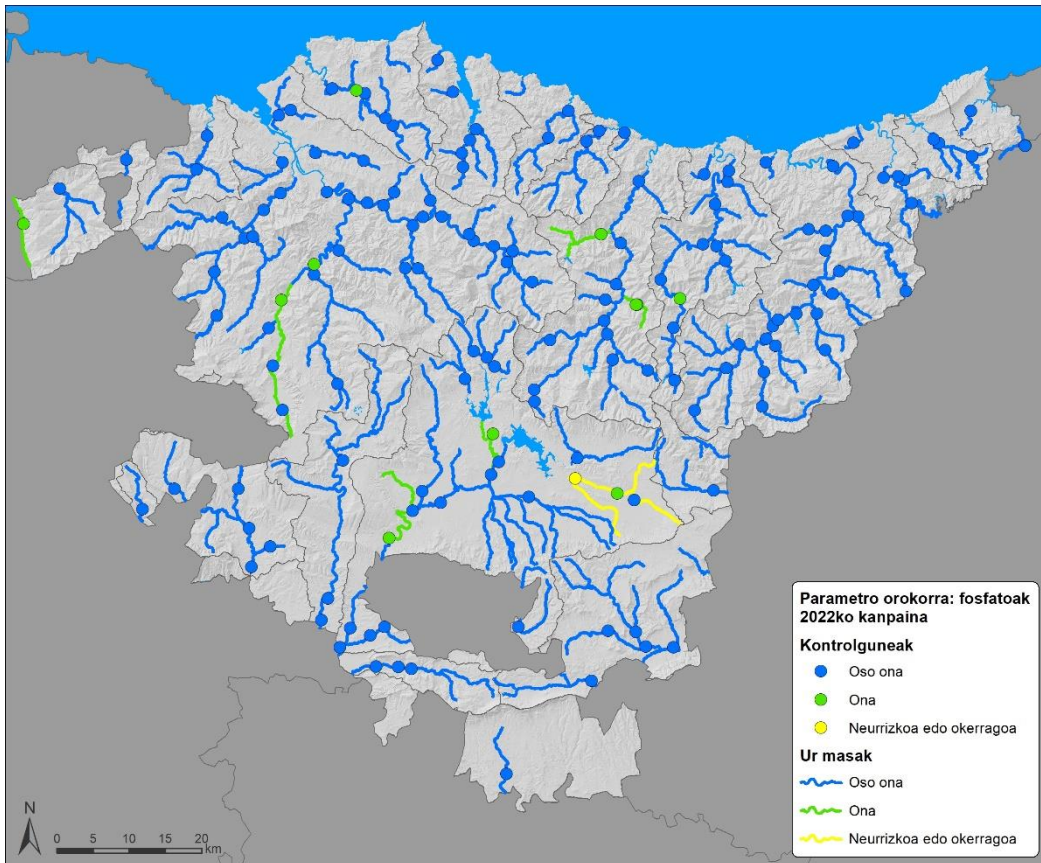 Parametro orokorra: fosfatoak
2022ko kanpaina
Kontrolguneak
Oso ona
Ona
Neurrizkoa edo okerragoa
Ur masak
Oso ona
Ona
Neurrizkoa edo okerragoa
N
0 5 10 15 20
km